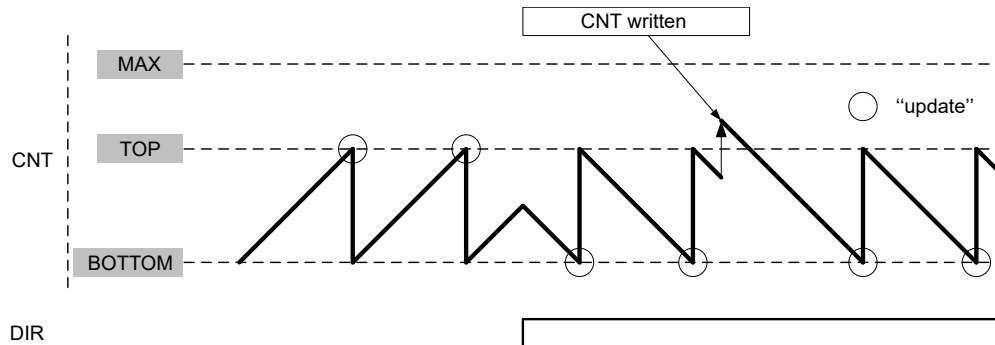 CNT written
MAX
"update"
TOP
CNT
BOTTOM
DIR